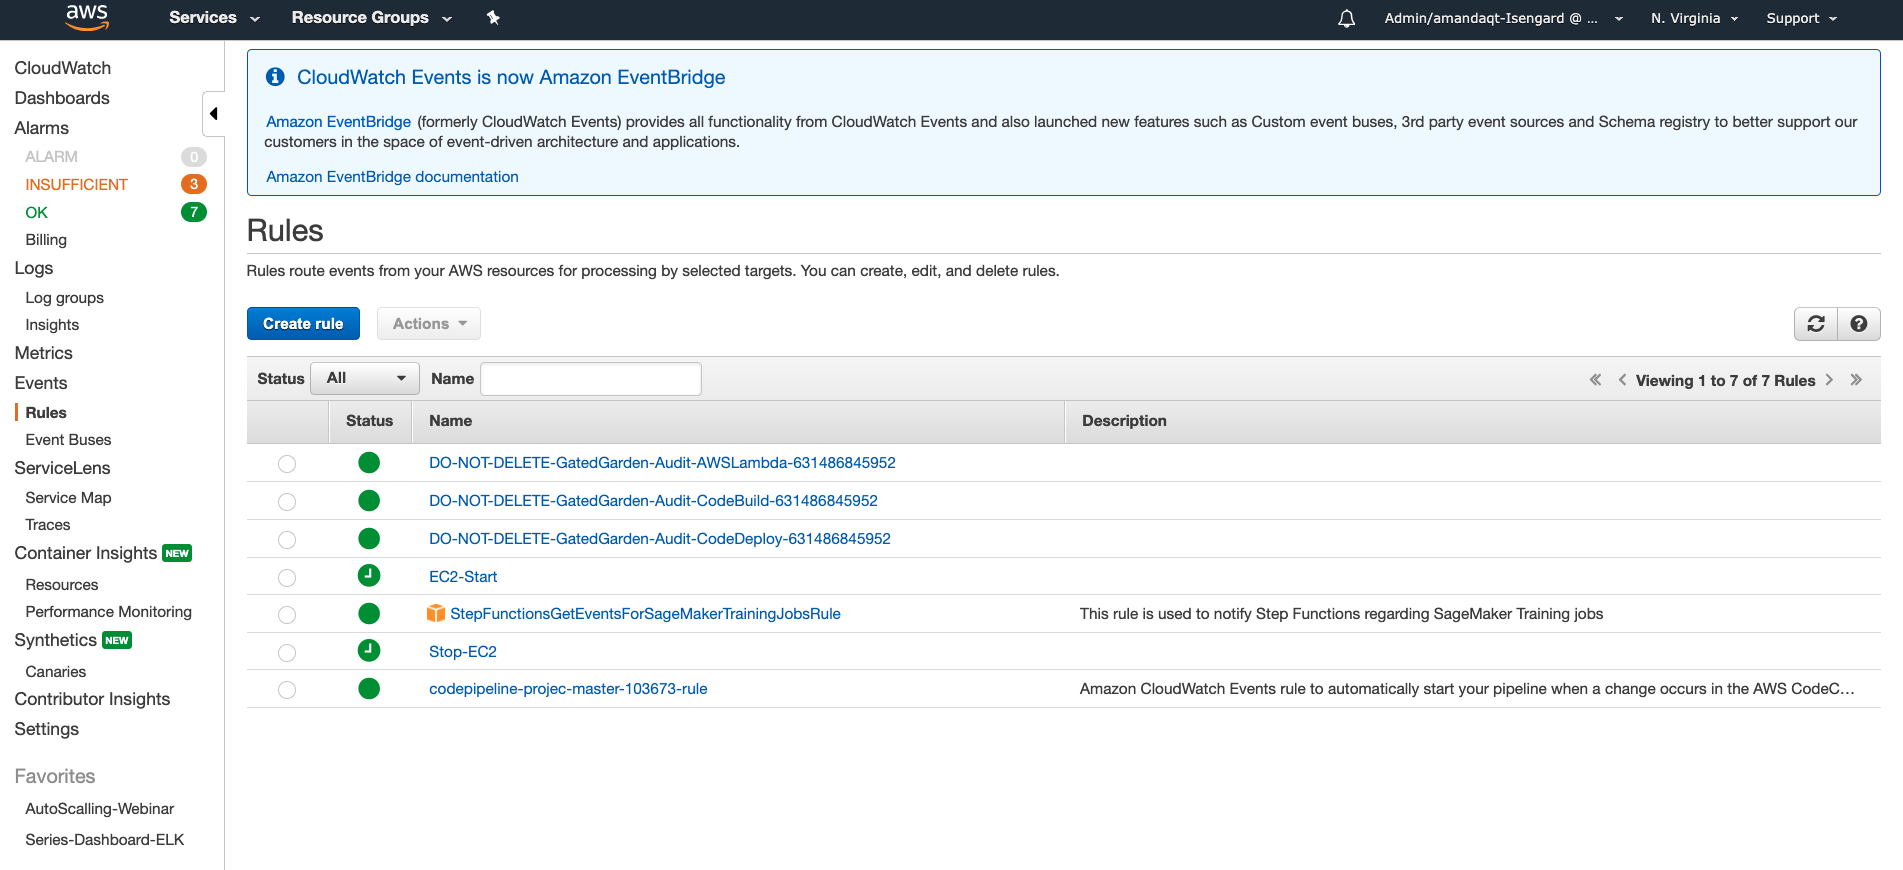 aws
Services
Resource Groups
Admin/amandaqt-Isengard @ ...
N. Virginia
Support
CloudWatch
Dashboards
Alarms
ALARM 0
INSUFFICIENT 3
OK 7
Billing
Logs
Log groups
Insights
Metrics
Events
Rules
Event Buses
ServiceLens
Service Map
Traces
Container Insights NEW
Resources
Performance Monitoring
Synthetics NEW
Canaries
Contributor Insights
Settings
Favorites
AutoScalling-Webinar
Series-Dashboard-ELK
CloudWatch Events is now Amazon EventBridge
Amazon EventBridge (formerly CloudWatch Events) provides all functionality from CloudWatch Events and also launched new features such as Custom event buses, 3rd party event sources and Schema registry to better support our
customers in the space of event-driven architecture and applications.
Amazon EventBridge documentation
Rules
Rules route events from your AWS resources for processing by selected targets. You can create, edit, and delete rules.
Create rule
Actions
Status All Name
Viewing 1 to 7 of 7 Rules
Status Name Description
DO-NOT-DELETE-GatedGarden-Audit-AWSLambda-631486845952
DO-NOT-DELETE-GatedGarden-Audit-CodeBuild-631486845952
DO-NOT-DELETE-GatedGarden-Audit-CodeDeploy-631486845952
EC2-Start
StepFunctionsGetEventsForSageMakerTrainingJobsRule This rule is used to notify Step Functions regarding SageMaker Training jobs
Stop-EC2
codepipeline-projec-master-103673-rule Amazon CloudWatch Events rule to automatically start your pipeline when a change occurs in the AWS CodeC...